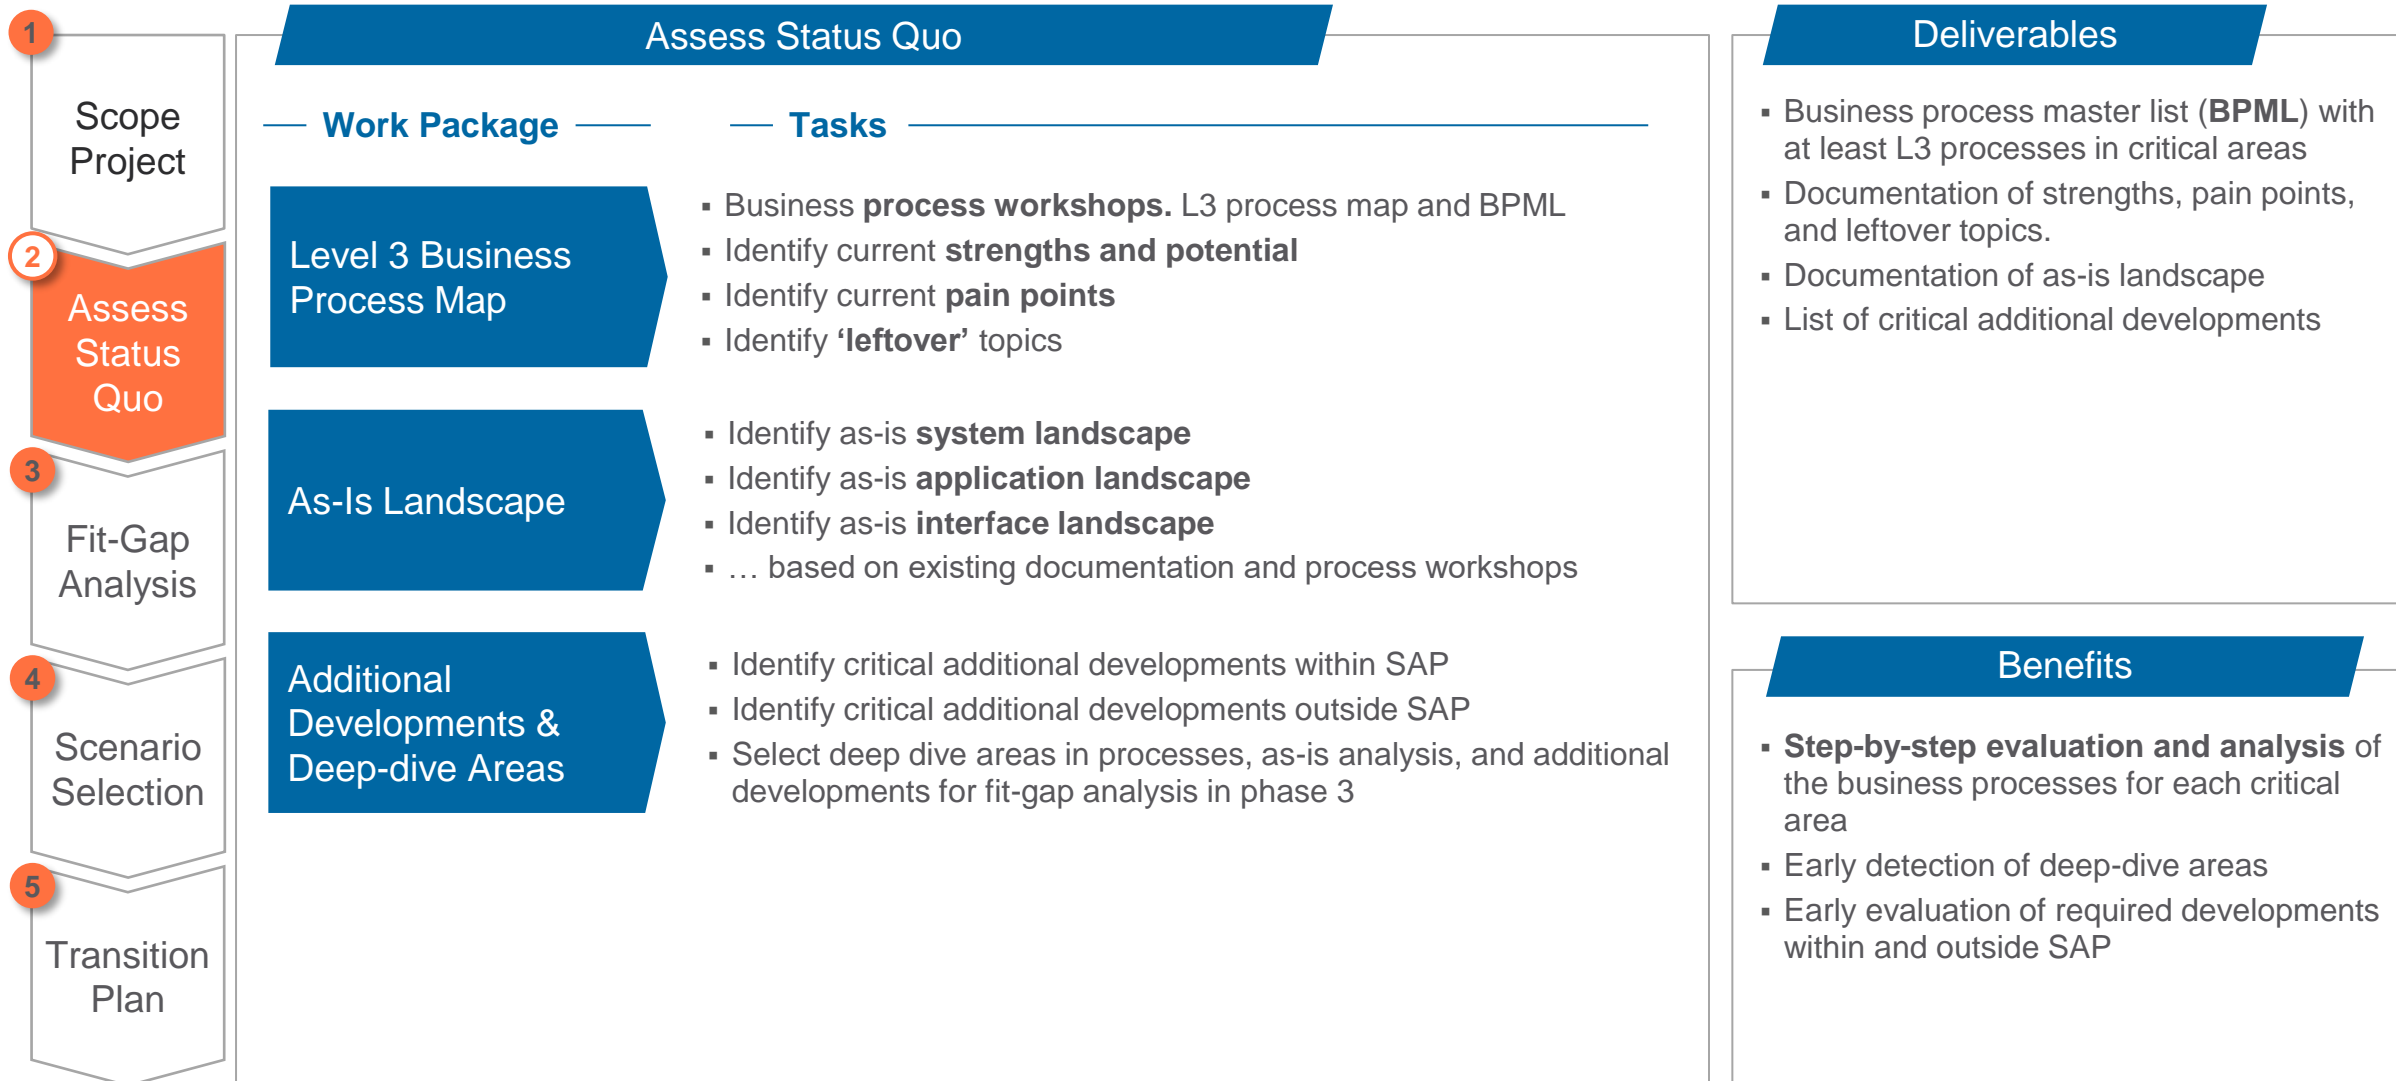 1
Scope
Project
2
Assess
Status
Quo
3
Fit-Gap
Analysis
4
Scenario
Selection
5
Transition
Plan
Assess Status Quo
Work Package
Tasks
Level 3 Business
Process Map
▪ Business process workshops. L3 process map and BPML
▪ Identify current strengths and potential
▪ Identify current pain points
▪ Identify ‘leftover’ topics
As-Is Landscape
▪ Identify as-is system landscape
▪ Identify as-is application landscape
▪ Identify as-is interface landscape
▪ … based on existing documentation and process workshops
Additional
Developments &
Deep-dive Areas
▪ Identify critical additional developments within SAP
▪ Identify critical additional developments outside SAP
▪ Select deep dive areas in processes, as-is analysis, and additional
developments for fit-gap analysis in phase 3
Deliverables
▪ Business process master list (BPML) with
at least L3 processes in critical areas
▪ Documentation of strengths, pain points,
and leftover topics.
▪ Documentation of as-is landscape
▪ List of critical additional developments
Benefits
▪ Step-by-step evaluation and analysis of
the business processes for each critical
area
▪ Early detection of deep-dive areas
▪ Early evaluation of required developments
within and outside SAP